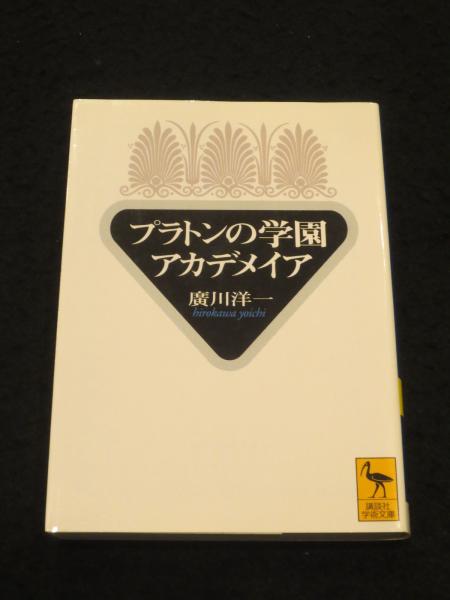 プラトンの学園
アカデメイア
廣川洋一
hirokawa yoichi
講談社
学術文庫